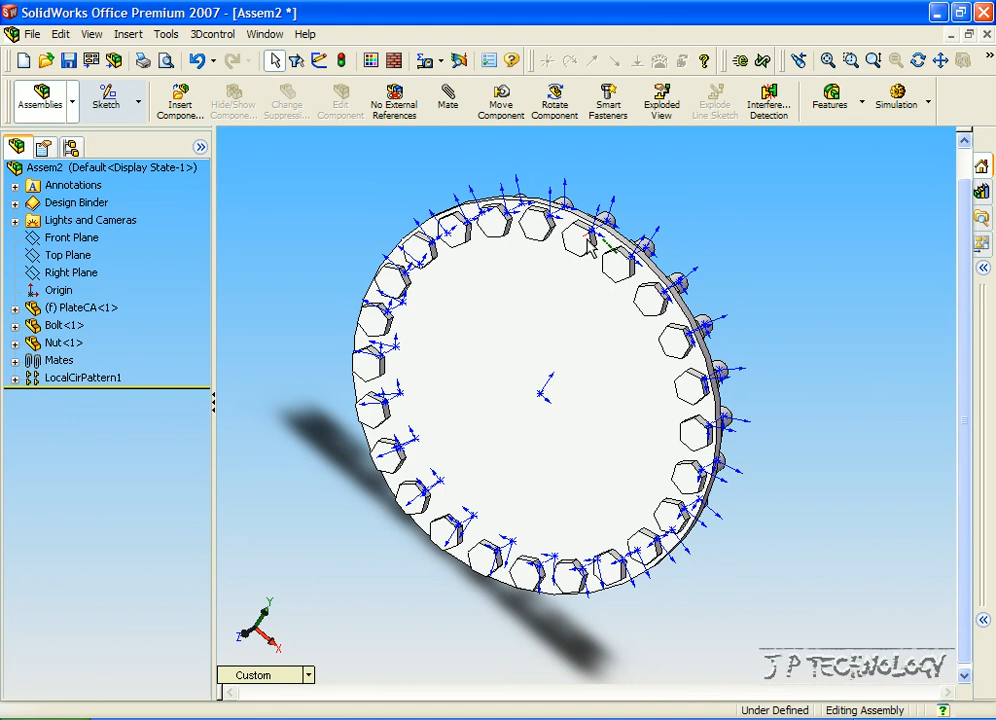 SolidWorks Office Premium 2007 - [Assem2 *]
File Edit View Insert Tools 3Dcontrol Window Help
Assemblies Sketch Insert Compone... Hide/Show Compone... Change Suppressi... Edit Component No External References Mate Move Component Rotate Component Smart Fasteners Exploded View Explode Line Sketch Interfere... Detection Features Simulation
Assem2 (Default<Display State-1>)
Annotations
Design Binder
Lights and Cameras
Front Plane
Top Plane
Right Plane
Origin
(f) PlateCA<1>
Bolt<1>
Nut<1>
Mates
LocalCirPattern1
Y
Z
X
J P TECHNOLOGY
Custom
Under Defined Editing Assembly